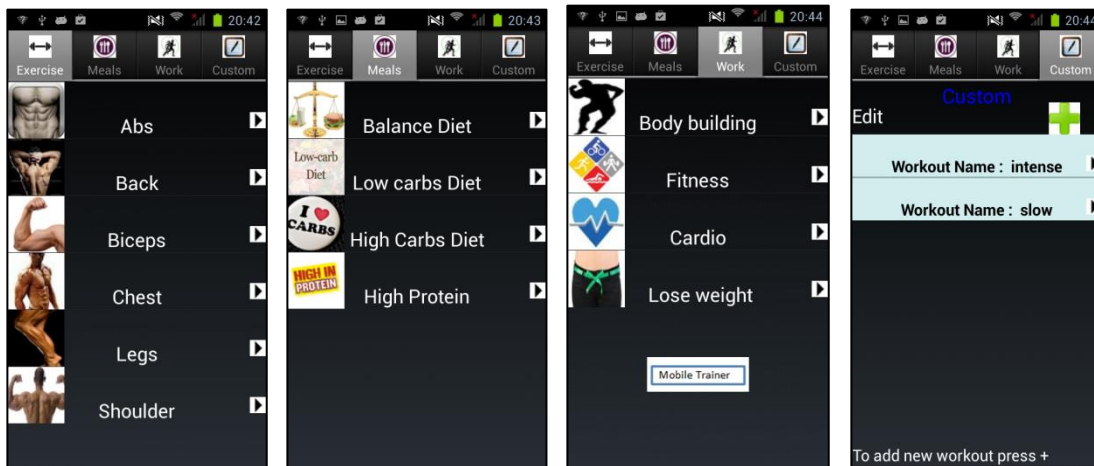 20:42
Exercise Meals Work Custom
Abs
Back
Biceps
Chest
Legs
Shoulder
20:43
Exercise Meals Work Custom
Balance Diet
Low-carb
Diet
Low carbs Diet
I ♥
CARBS
High Carbs Diet
HIGH IN
PROTEIN
High Protein
20:44
Exercise Meals Work Custom
Body building
Fitness
Cardio
Lose weight
Mobile Trainer
20:44
Exercise Meals Work Custom
Custom
Edit
Workout Name : intense
Workout Name : slow
To add new workout press +